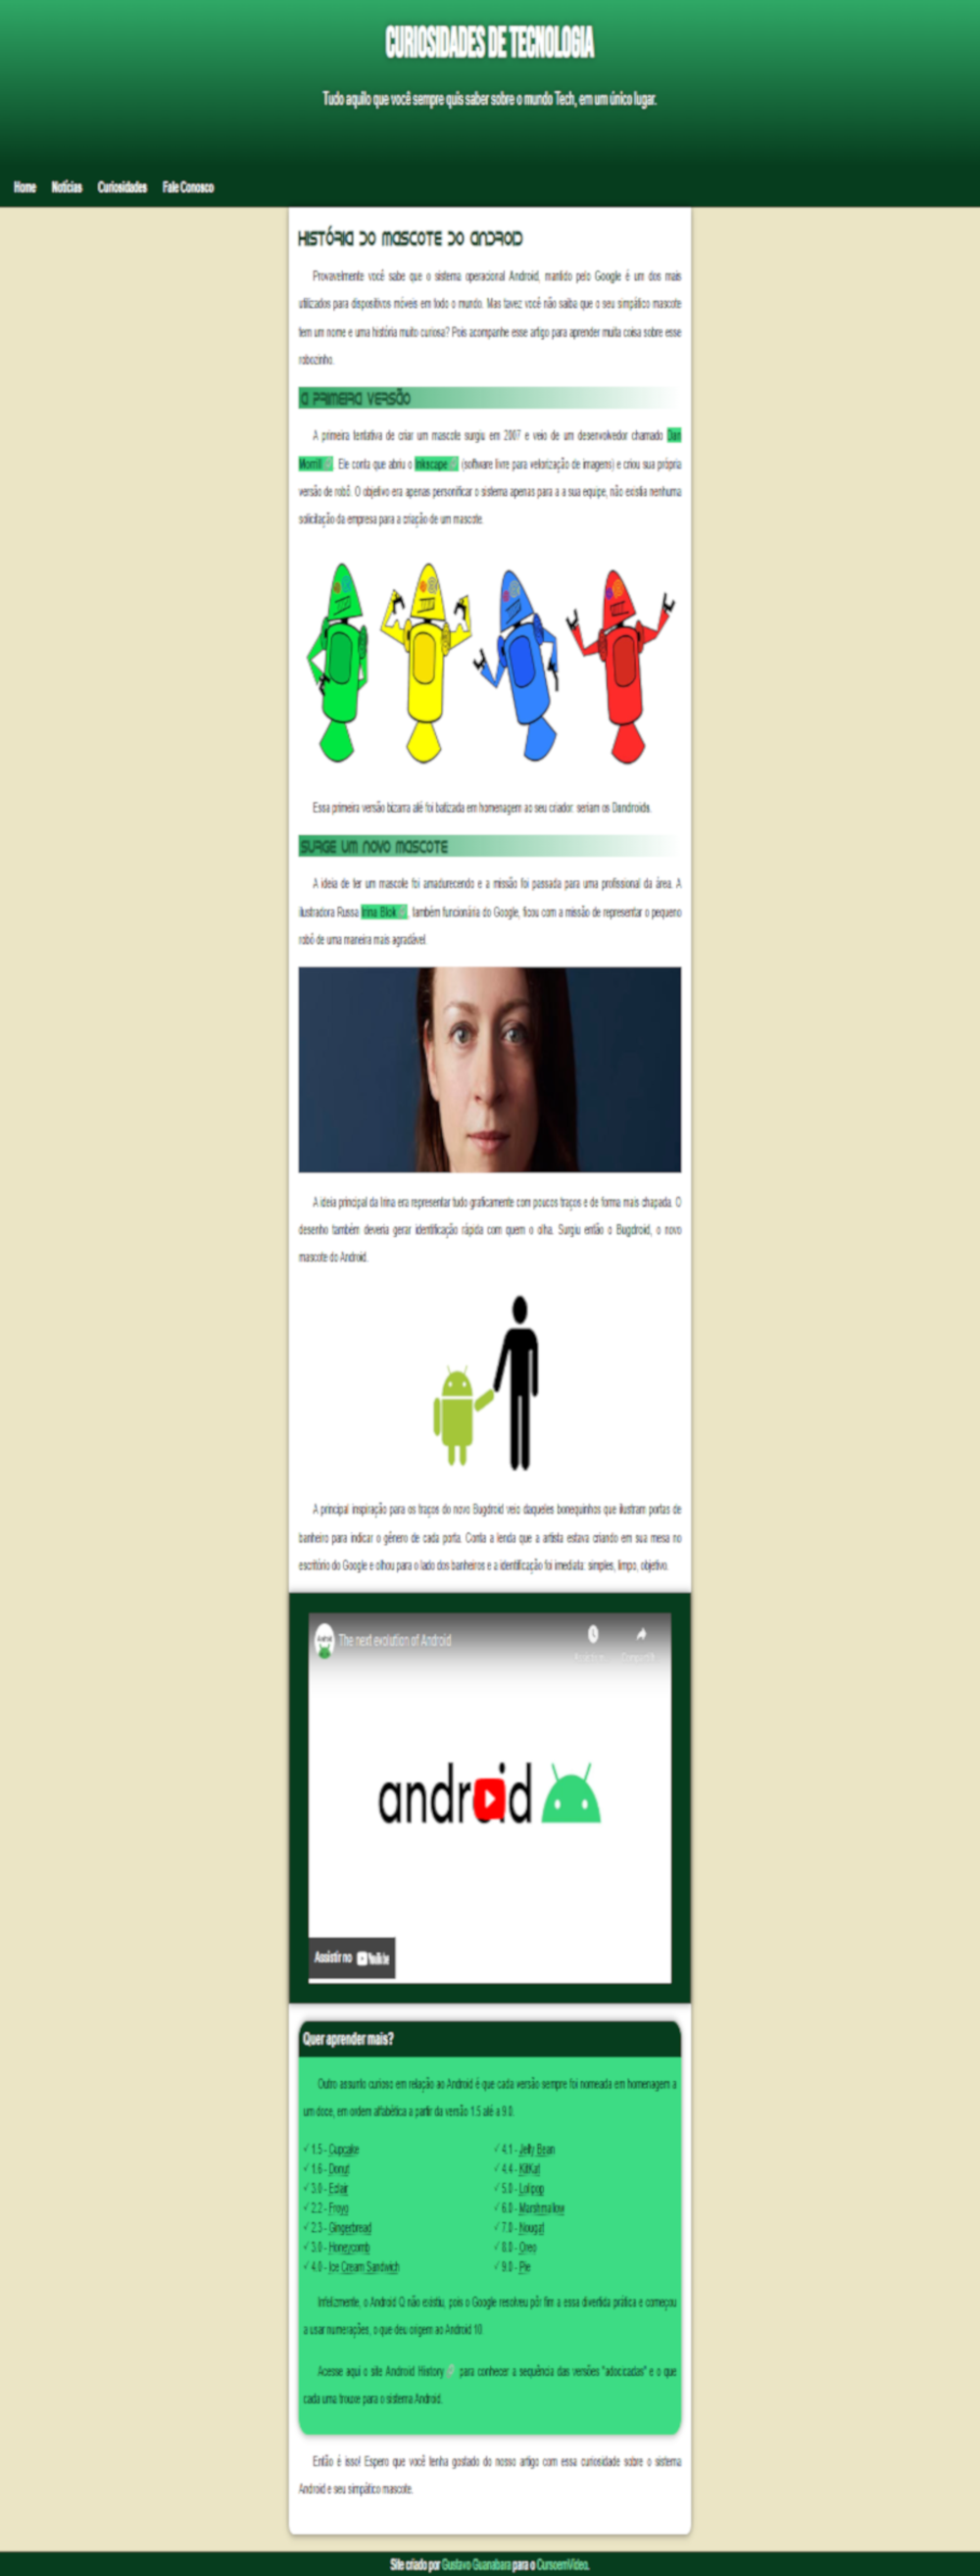 CURIOSIDADES DE TECNOLOGIA
Tudo aquilo que você sempre quis saber sobre o mundo Tech, em um único lugar.
Home Notícias Curiosidades Fale Conosco
HISTÓRIA DO MASCOTE DO ANDROID
Provavelmente você sabe que o sistema operacional Android, mantido pelo Google é um dos mais
utilizados para dispositivos móveis em todo o mundo. Mas tavez você não saiba que o seu simpático mascote
tem um nome e uma história muito curiosa? Pois acompanhe esse artigo para aprender muita coisa sobre esse
robozinho.
A PRIMEIRA VERSÃO
A primeira tentativa de criar um mascote surgiu em 2007 e veio de um desenvolvedor chamado Dan
Morrill. Ele conta que abriu o Inkscape (software livre para vetorização de imagens) e criou sua própria
versão de robô. O objetivo era apenas personificar o sistema apenas para a a sua equipe, não existia nenhuma
solicitação da empresa para a criação de um mascote.
Essa primeira versão bizarra até foi batizada em homenagem ao seu criador: seriam os Dandroids.
SURGE UM NOVO MASCOTE
A ideia de ter um mascote foi amadurecendo e a missão foi passada para uma profissional da área. A
ilustradora Russa Irina Blok, também funcionária do Google, ficou com a missão de representar o pequeno
robô de uma maneira mais agradável.
A ideia principal da Irina era representar tudo graficamente com poucos traços e de forma mais chapada. O
desenho também deveria gerar identificação rápida com quem o olha. Surgiu então o Bugdroid, o novo
mascote do Android.
A principal inspiração para os traços do novo Bugdroid veio daqueles bonequinhos que ilustram portas de
banheiro para indicar o gênero de cada porta. Conta a lenda que a artista estava criando em sua mesa no
escritório do Google e olhou para o lado dos banheiros e a identificação foi imediata: simples, limpo, objetivo.
The next evolution of Android
android
Assistir no YouTube
Quer aprender mais?
Outro assunto curioso em relação ao Android é que cada versão sempre foi nomeada em homenagem a
um doce, em ordem alfabética a partir da versão 1.5 até a 9.0.
✓ 1.5 - Cupcake
✓ 1.6 - Donut
✓ 3.0 - Eclair
✓ 2.2 - Froyo
✓ 2.3 - Gingerbread
✓ 3.0 - Honeycomb
✓ 4.0 - Ice Cream Sandwich
✓ 4.1 - Jelly Bean
✓ 4.4 - KitKat
✓ 5.0 - Lolipop
✓ 6.0 - Marshmallow
✓ 7.0 - Nougat
✓ 8.0 - Oreo
✓ 9.0 - Pie
Infelizmente, o Android Q não existiu, pois o Google resolveu pôr fim a essa divertida prática e começou
a usar numerações, o que deu origem ao Android 10.
Acesse aqui o site Android History para conhecer a sequência das versões "adocicadas" e o que
cada uma trouxe para o sistema Android.
Então é isso! Espero que você tenha gostado do nosso artigo com essa curiosidade sobre o sistema
Android e seu simpático mascote.
Site criado por Gustavo Guanabara para o CursoemVideo.